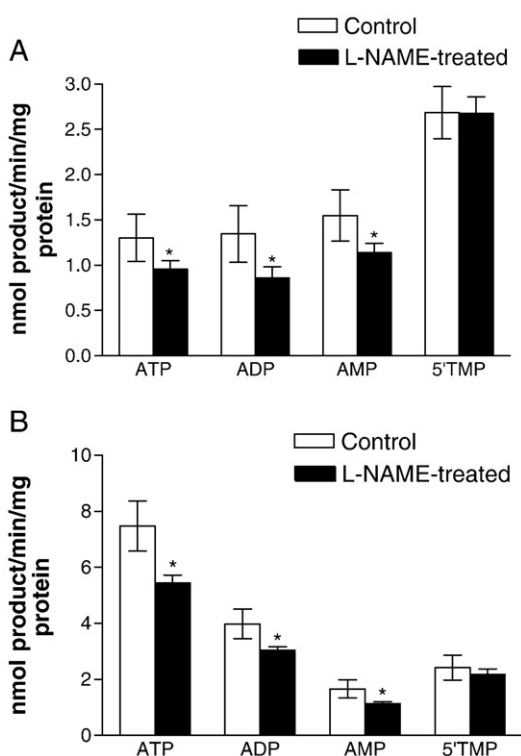 A
Control
L-NAME-treated
nmol product/min/mg
protein
3.0
2.5
2.0
1.5
1.0
0.5
0.0
*
*
*
ATP ADP AMP 5'TMP
B
Control
L-NAME-treated
nmol product/min/mg
protein
10
8
6
4
2
0
*
*
*
ATP ADP AMP 5'TMP